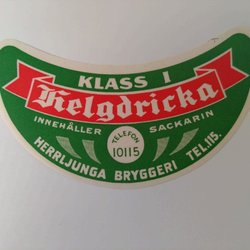 KLASS I
Helgdricka
INNEHÅLLER SACKARIN
TELEFON
10115
HERRLJUNGA BRYGGERI TEL. 115.